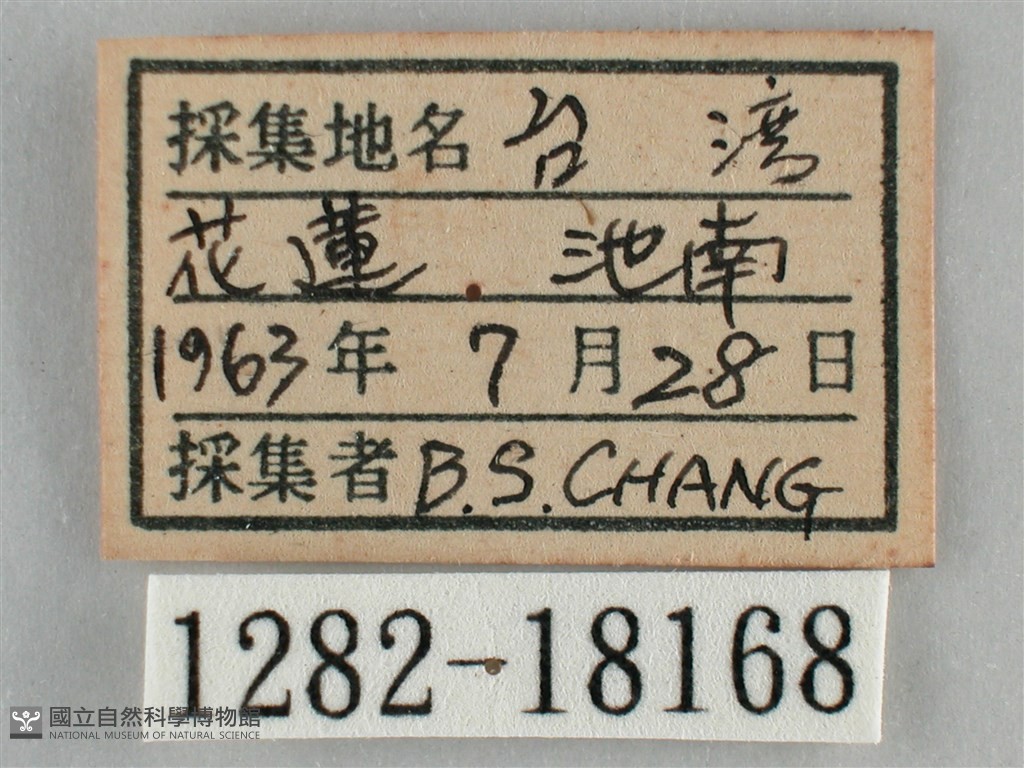 採集地名 台 湾
花蓮 池南
1963年 7月28日
採集者 B.S.CHANG
1282-18168
國立自然科學博物館
NATIONAL MUSEUM OF NATURAL SCIENCE